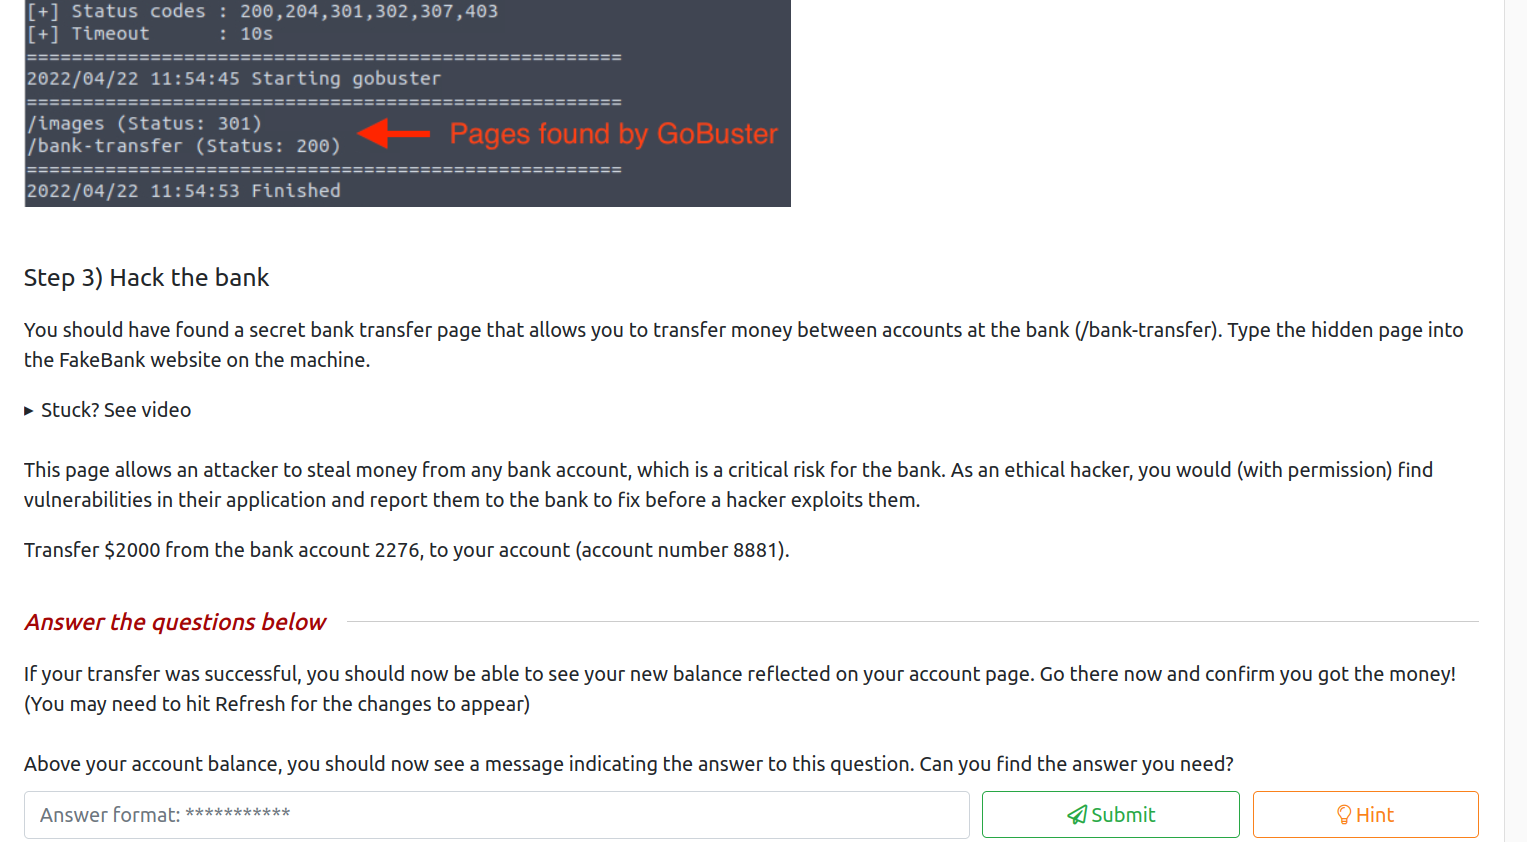 [+] Status codes : 200,204,301,302,307,403
[+] Timeout      : 10s
=====================================================
2022/04/22 11:54:45 Starting gobuster
=====================================================
/images (Status: 301)
/bank-transfer (Status: 200)
Pages found by GoBuster
=====================================================
2022/04/22 11:54:53 Finished
Step 3) Hack the bank
You should have found a secret bank transfer page that allows you to transfer money between accounts at the bank (/bank-transfer). Type the hidden page into
the FakeBank website on the machine.
▸ Stuck? See video
This page allows an attacker to steal money from any bank account, which is a critical risk for the bank. As an ethical hacker, you would (with permission) find
vulnerabilities in their application and report them to the bank to fix before a hacker exploits them.
Transfer $2000 from the bank account 2276, to your account (account number 8881).
Answer the questions below
If your transfer was successful, you should now be able to see your new balance reflected on your account page. Go there now and confirm you got the money!
(You may need to hit Refresh for the changes to appear)
Above your account balance, you should now see a message indicating the answer to this question. Can you find the answer you need?
Answer format: ***********
Submit
Hint